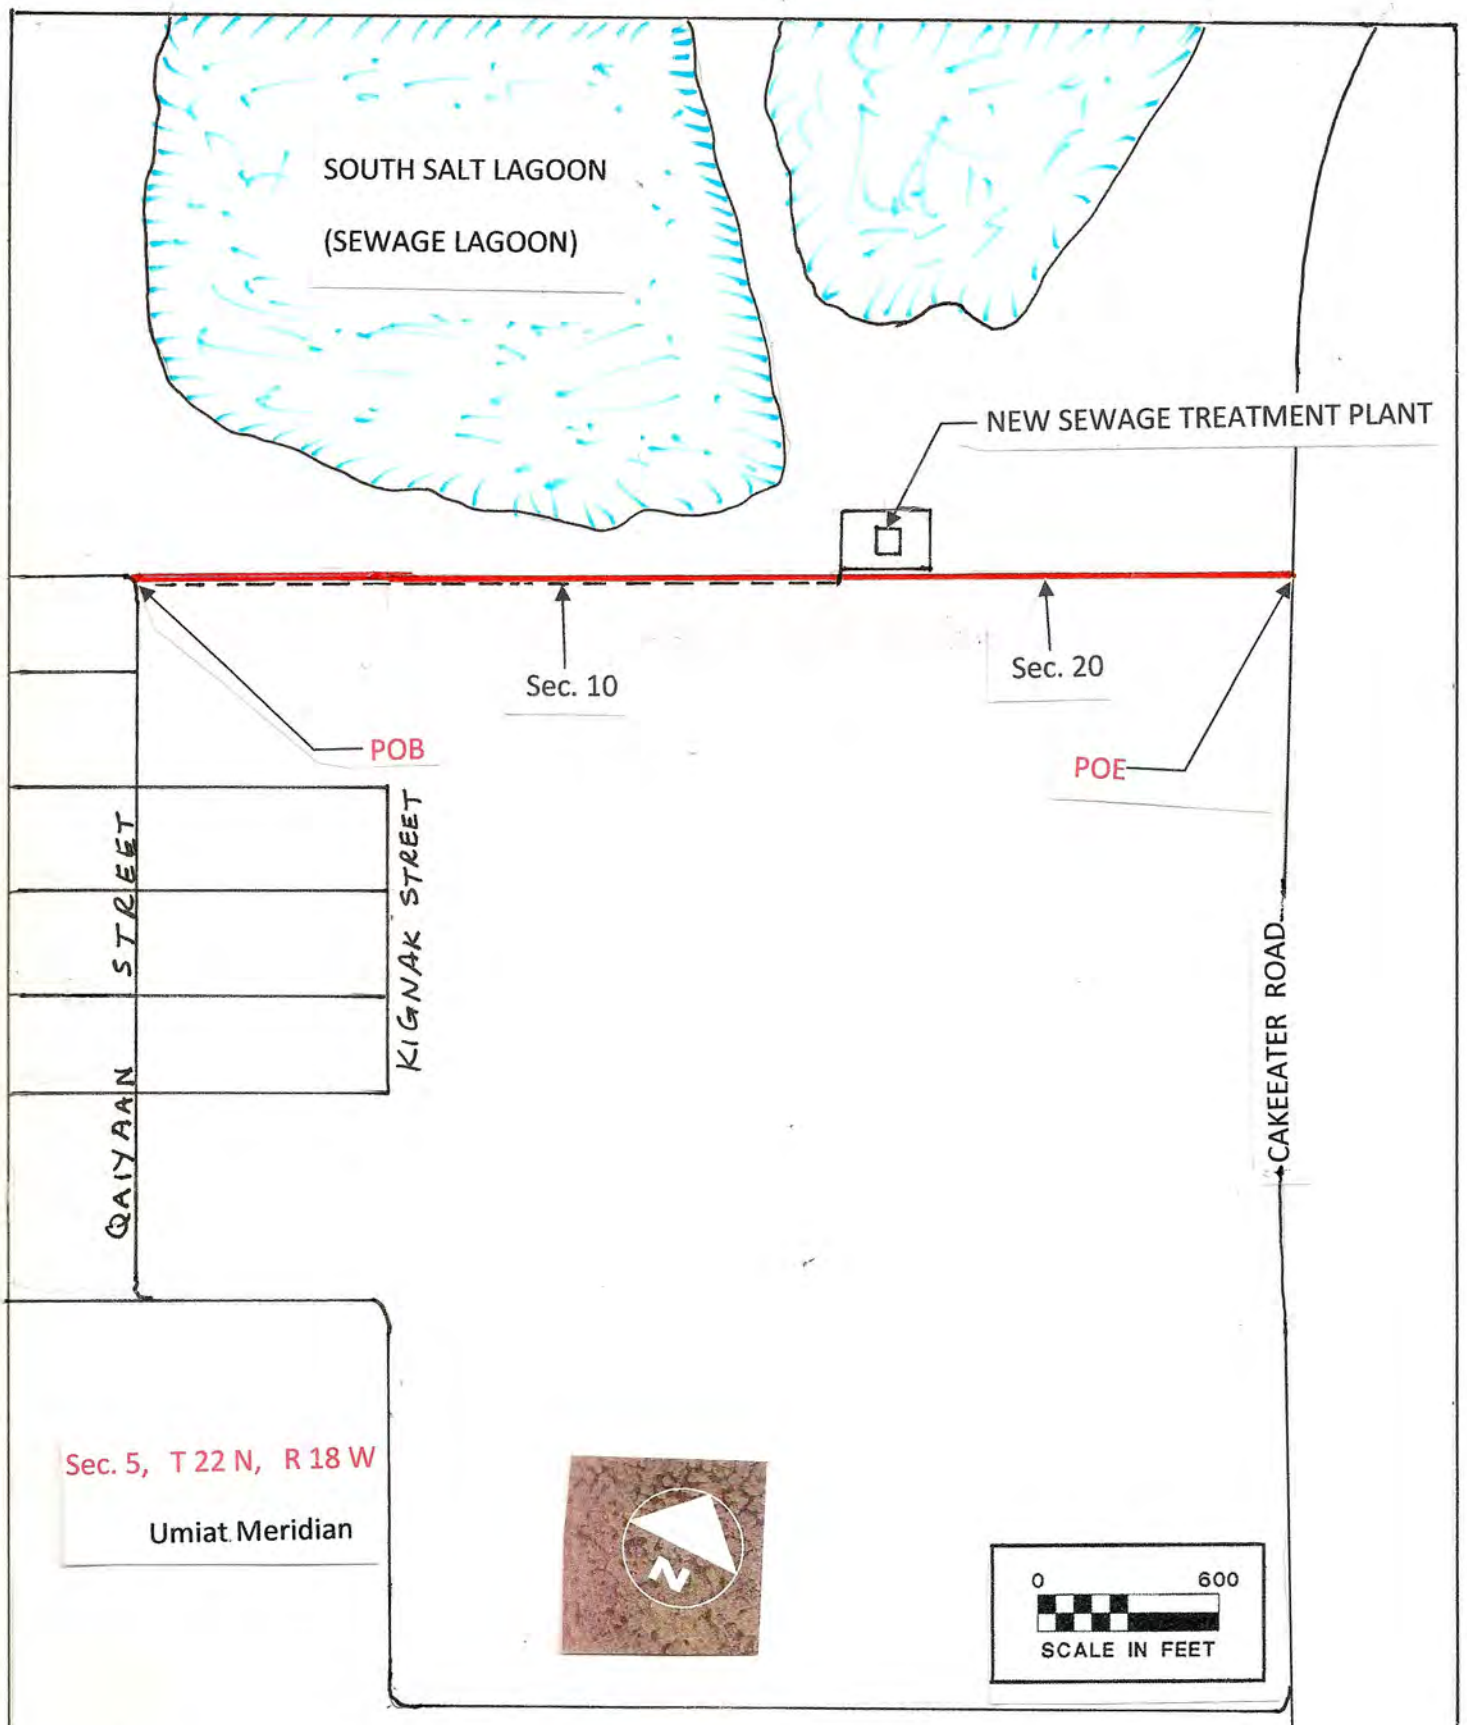 SOUTH SALT LAGOON
(SEWAGE LAGOON)
NEW SEWAGE TREATMENT PLANT
Sec. 10
Sec. 20
POB
POE
QAIYAAN STREET
KIGNAK STREET
CAKEEATER ROAD
Sec. 5, T 22 N, R 18 W
Umiat Meridian
N
0 600
SCALE IN FEET